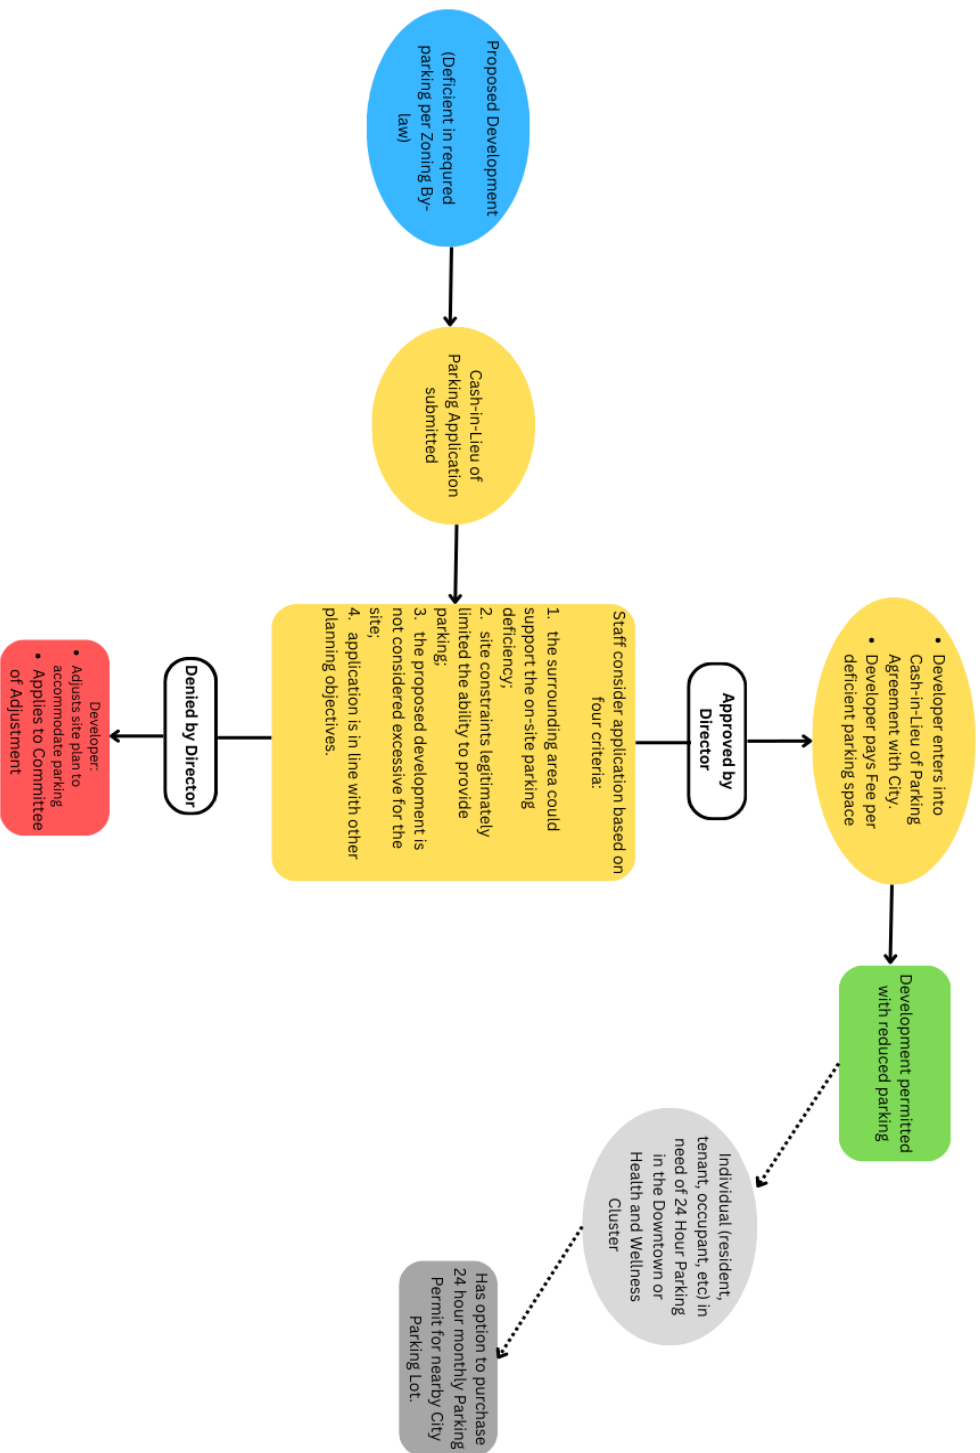 Proposed Development
(Deficient in requred
parking per Zoning By-
law)
Cash-in-Lieu of
Parking Application
submitted
Staff consider application based on
four criteria:
1. the surrounding area could
support the on-site parking
deficiency;
2. site constraints legitimately
limited the ability to provide
parking;
3. the proposed development is
not considered excessive for the
site;
4. application is in line with other
planning objectives.
Approved by
Director
• Developer enters into
Cash-in-Lieu of Parking
Agreement with City.
• Developer pays Fee per
deficient parking space
Development permitted
with reduced parking
Individual (resident,
tenant, occupant, etc) in
need of 24 Hour Parking
in the Downtown or
Health and Wellness
Cluster
Has option to purchase
24 hour monthly Parking
Permit for nearby City
Parking Lot.
Denied by Director
Developer:
• Adjusts site plan to
accommodate parking
• Applies to Committee
of Adjustment